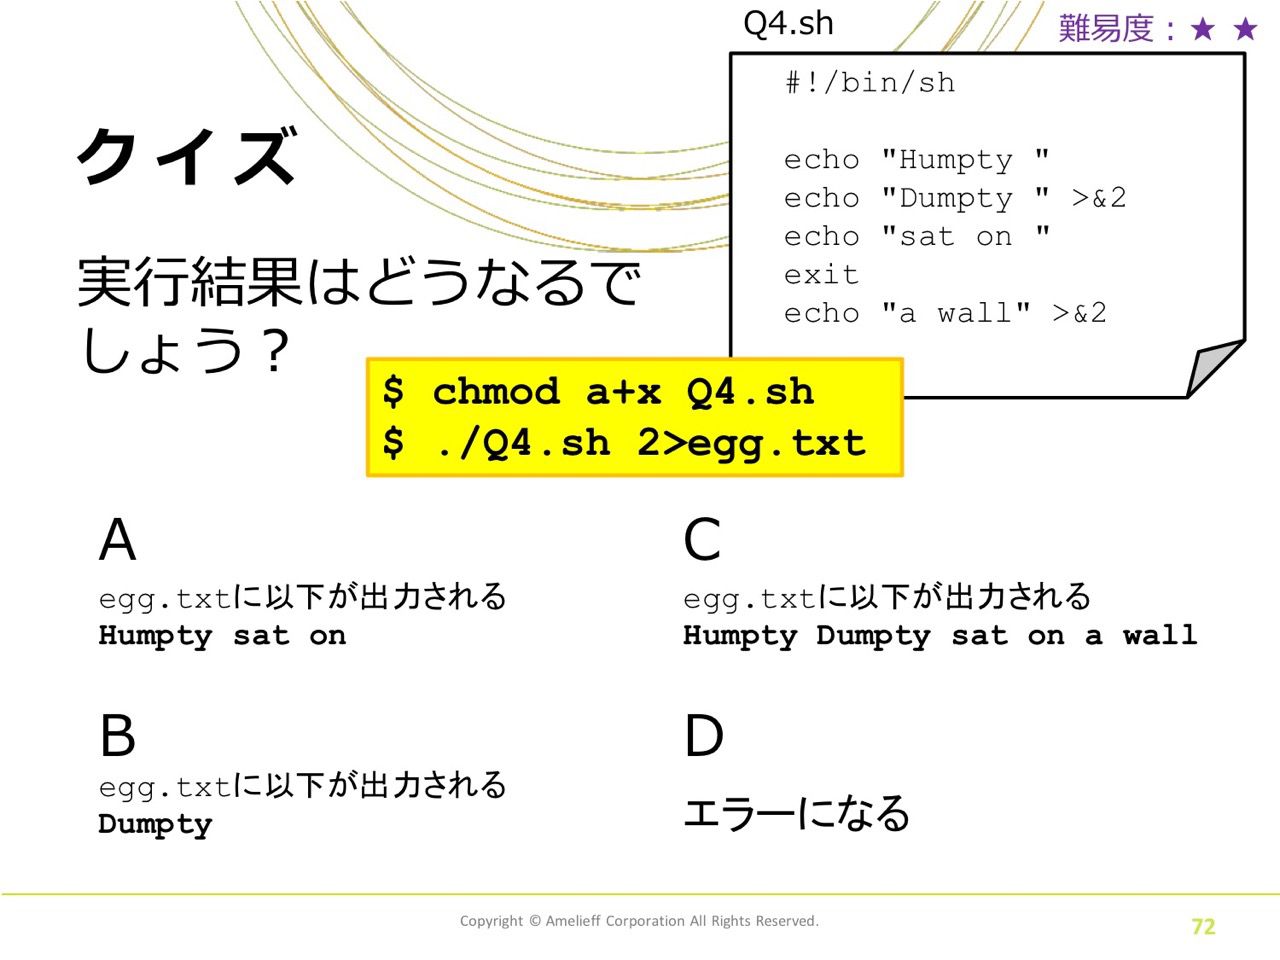 Q4.sh
難易度：★ ★
#!/bin/sh
echo "Humpty "
echo "Dumpty " >&2
echo "sat on "
exit
echo "a wall" >&2
クイズ
実行結果はどうなるで
しょう？
$ chmod a+x Q4.sh
$ ./Q4.sh 2>egg.txt
A
egg.txtに以下が出力される
Humpty sat on
B
egg.txtに以下が出力される
Dumpty
C
egg.txtに以下が出力される
Humpty Dumpty sat on a wall
D
エラーになる
Copyright © Amelieff Corporation All Rights Reserved.
72